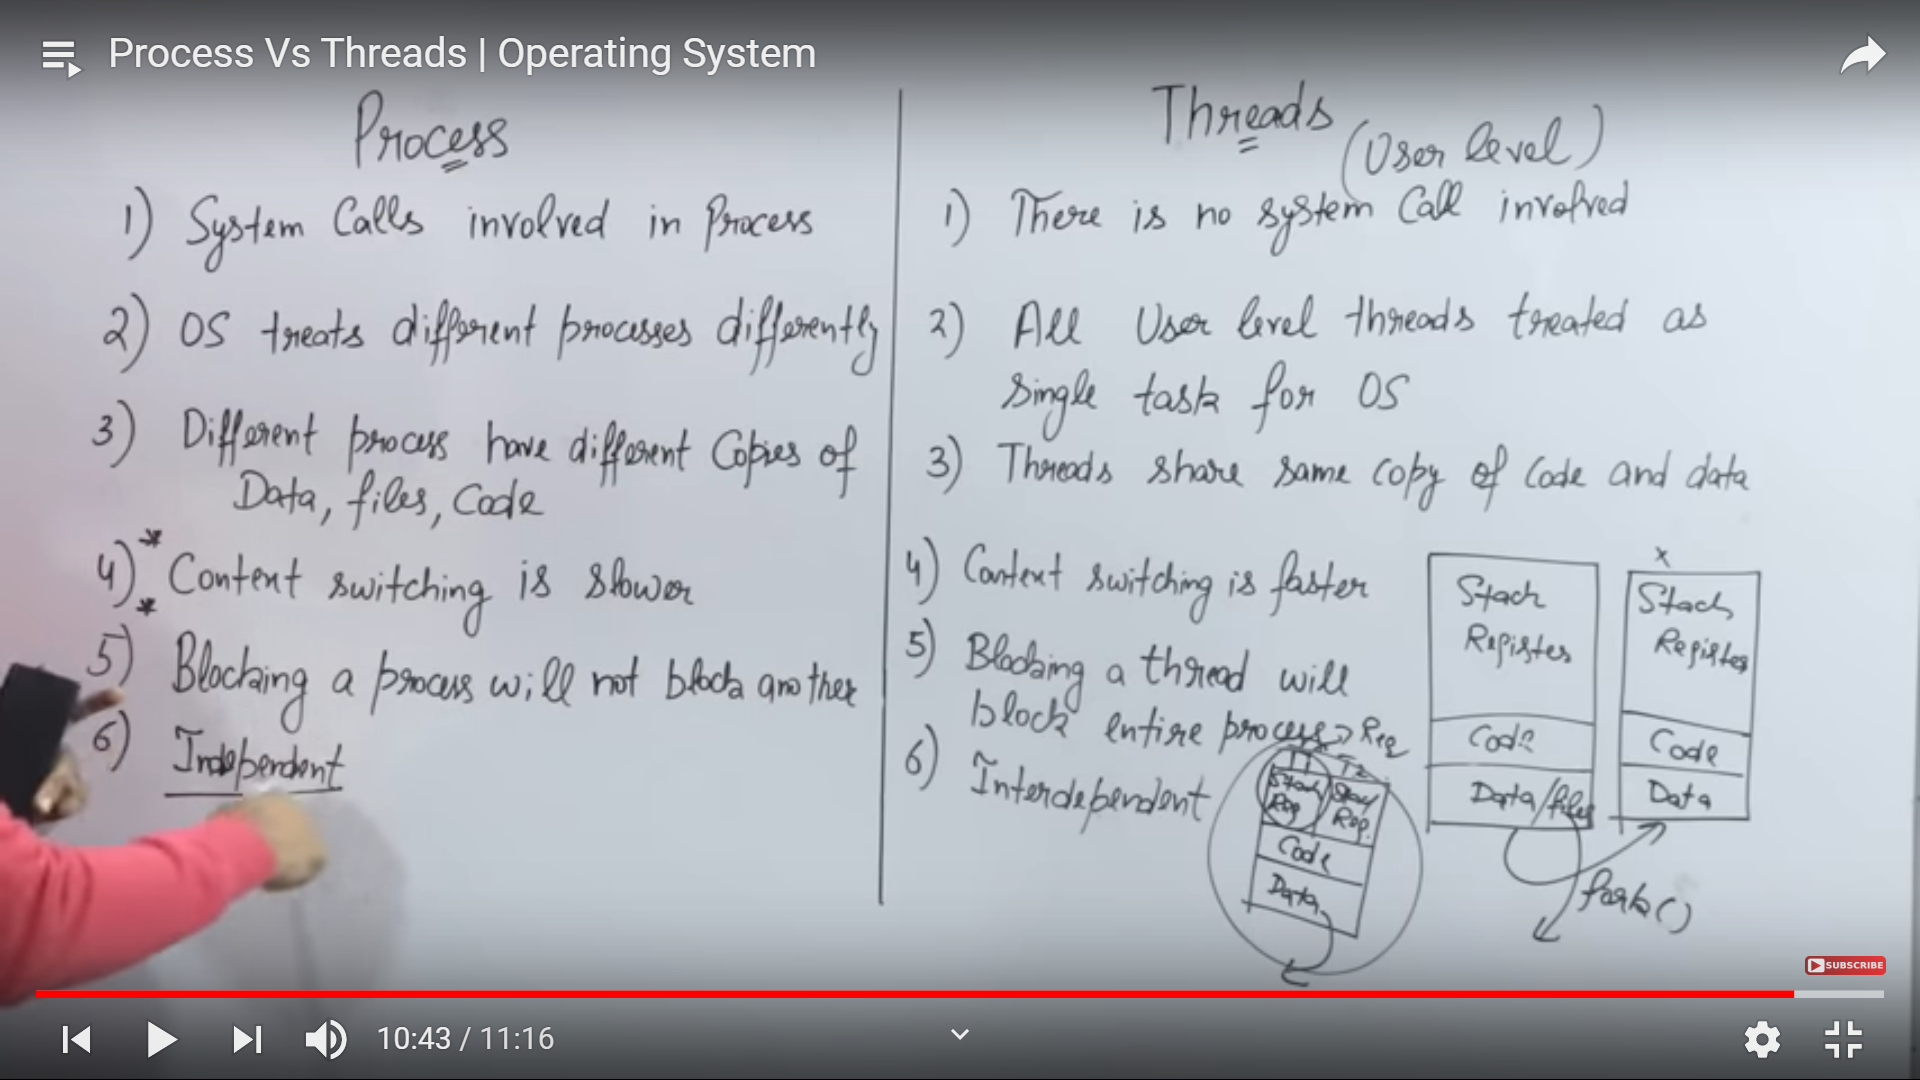 Process Vs Threads | Operating System
Process
1) System Calls involved in Process
2) OS treats different processes differently
3) Different process have different Copies of
Data, files, Code
4) Context switching is slower
5) Blocking a process will not block another
6) Independent
Threads
(User level)
1) There is no system Call involved
2) All User level threads treated as
single task for OS
3) Threads share same copy of code and data
4) Context switching is faster
5) Blocking a thread will
block entire process → Req
6) Interdependent
T1 T2
Stack Stack
Reg Reg.
Code
Data
Stack
Registes
Code
Data/files
x
Stack
Registes
Code
Data
fork()
SUBSCRIBE
10:43 / 11:16